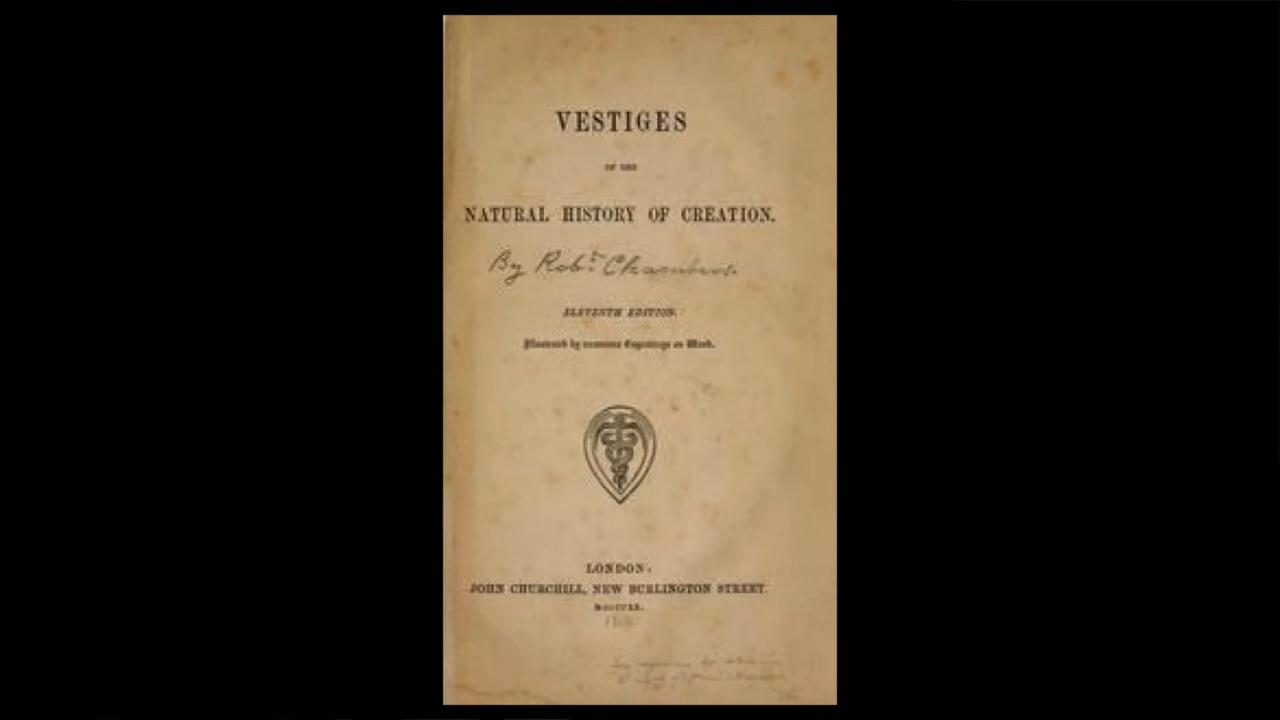 VESTIGES
OF THE
NATURAL HISTORY OF CREATION.
By Robt. Chambers
ELEVENTH EDITION.
Illustrated by numerous Engravings on Wood.
LONDON:
JOHN CHURCHILL, NEW BURLINGTON STREET.
MDCCCLX.